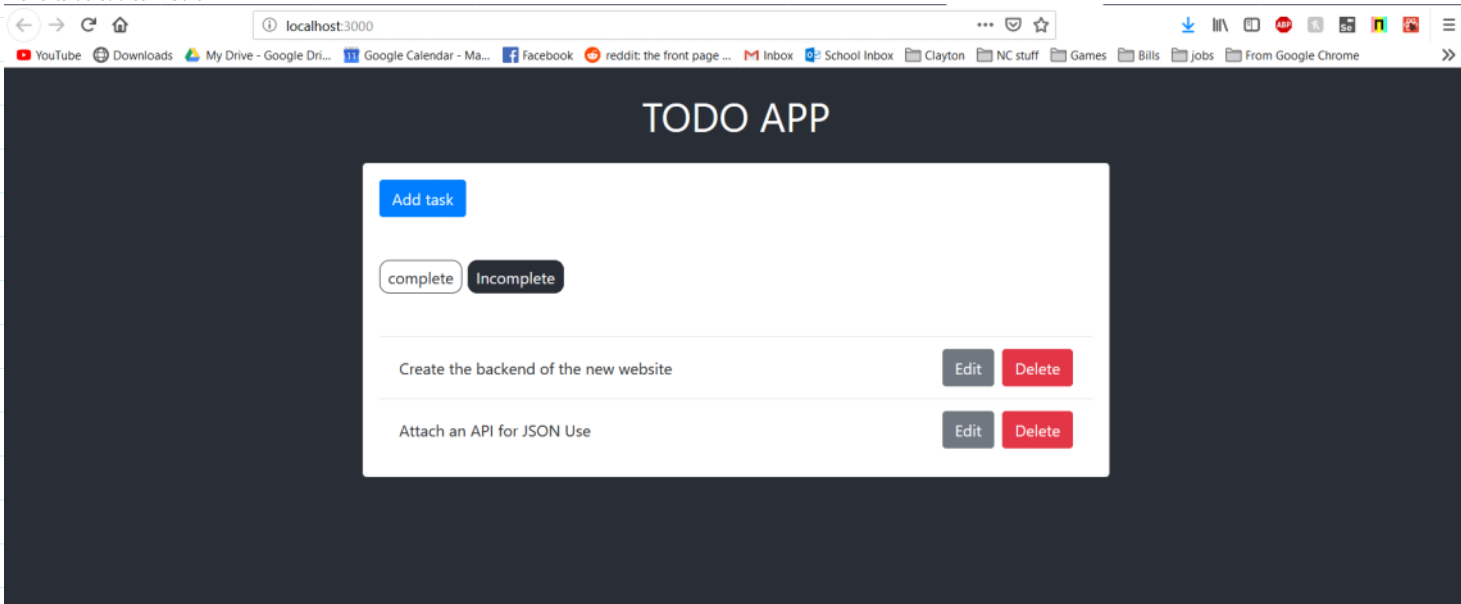 localhost:3000
YouTube Downloads My Drive - Google Dri... 11 Google Calendar - Ma... Facebook reddit: the front page ... Inbox School Inbox Clayton NC stuff Games Bills jobs From Google Chrome
TODO APP
Add task
complete Incomplete
Create the backend of the new website Edit Delete
Attach an API for JSON Use Edit Delete